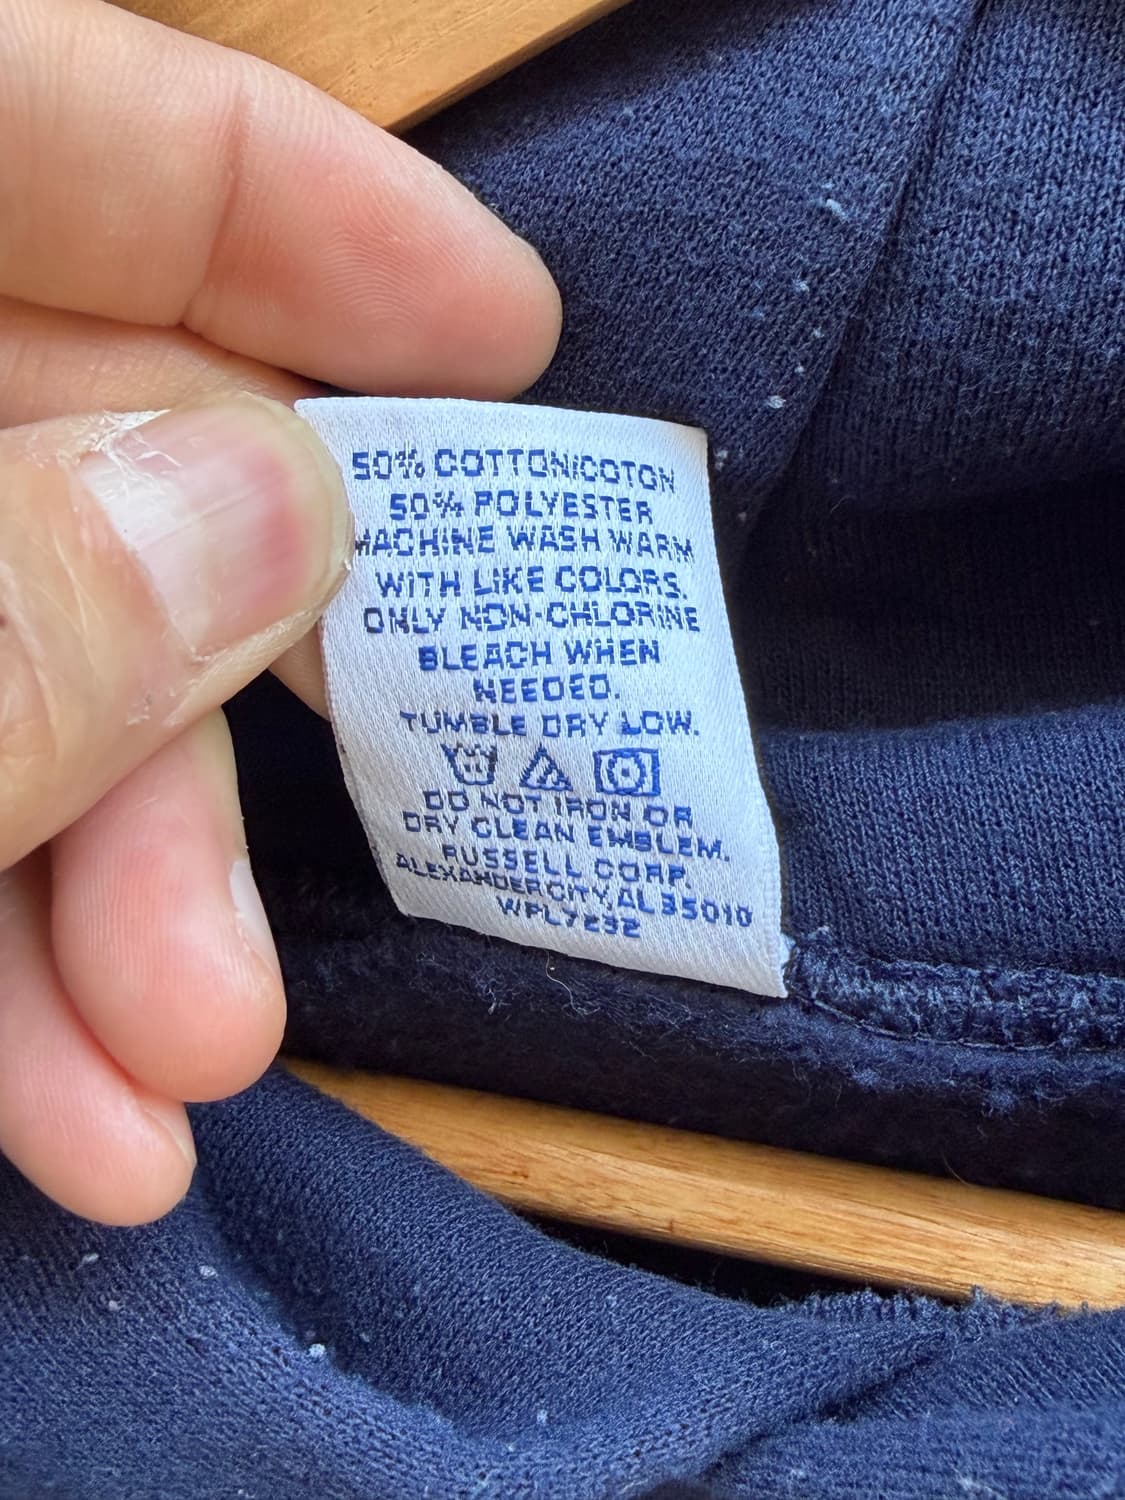 50% COTTON/COTON
50% POLYESTER
MACHINE WASH WARM
WITH LIKE COLORS.
ONLY NON-CHLORINE
BLEACH WHEN
NEEDED.
TUMBLE DRY LOW.
DO NOT IRON OR
DRY CLEAN EMBLEM.
RUSSELL CORP.
ALEXANDER CITY, AL 35010
WPL7232